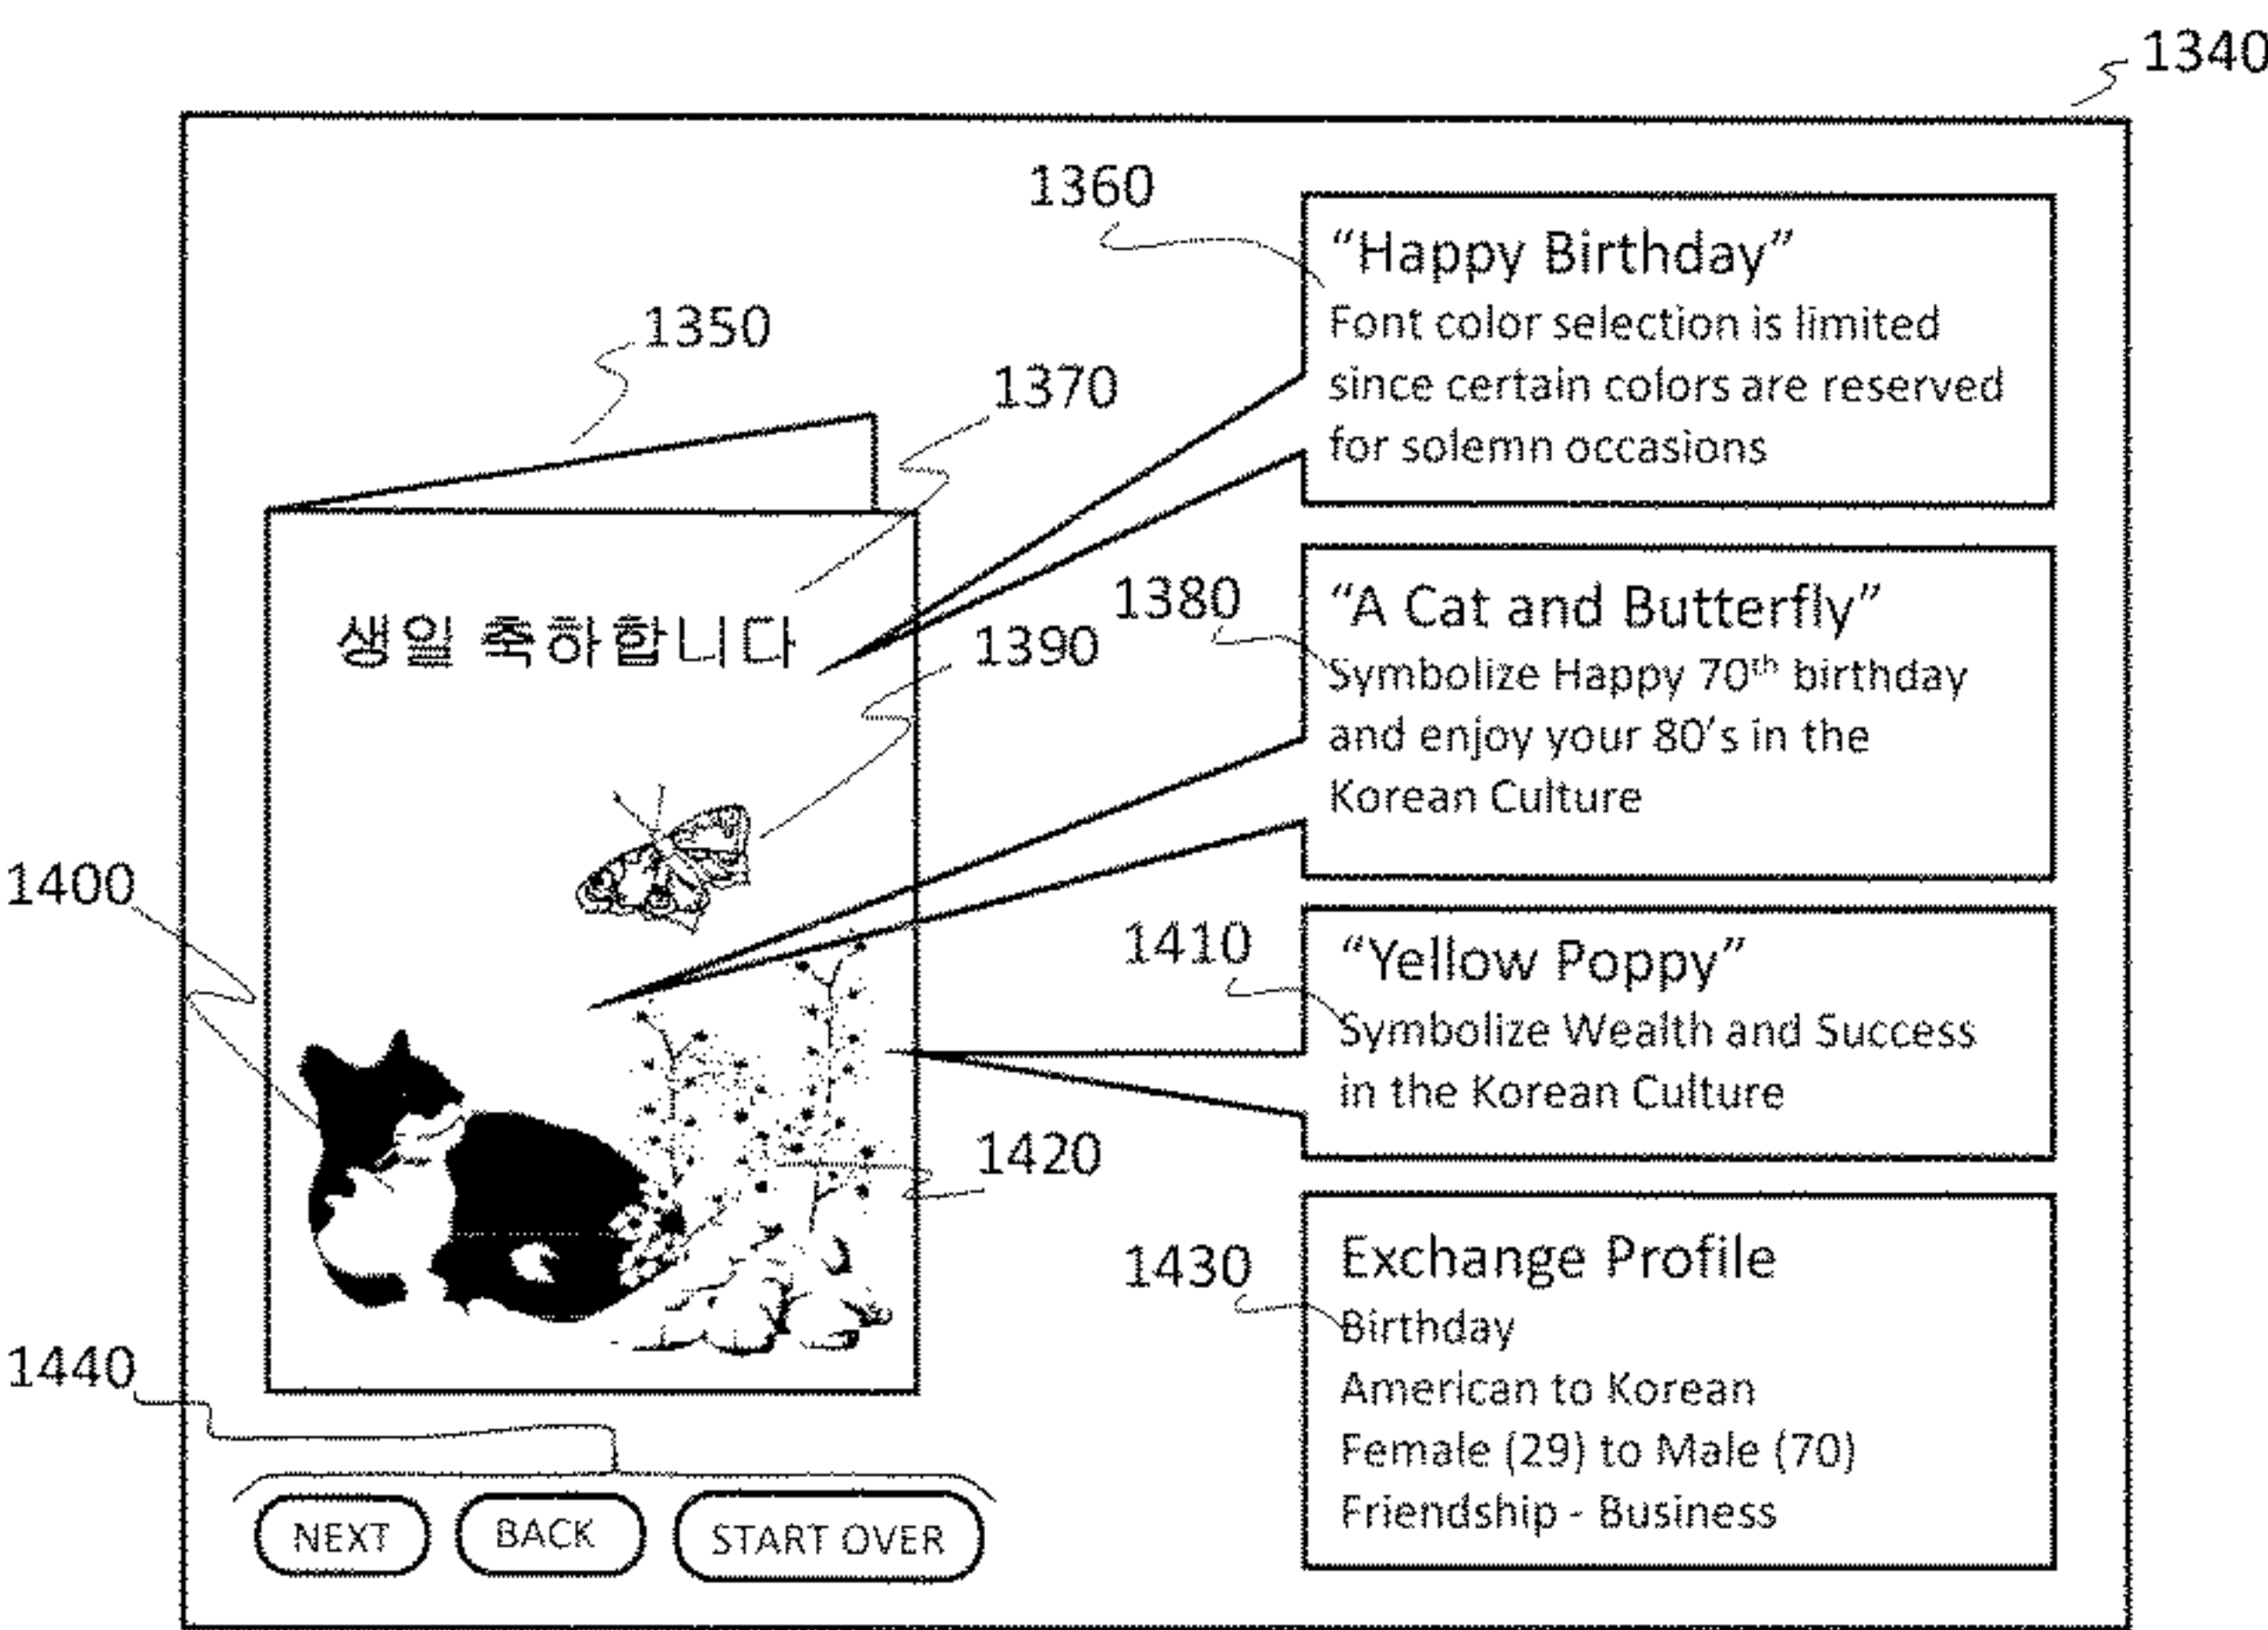 1340
1360
"Happy Birthday"
Font color selection is limited
since certain colors are reserved
for solemn occasions
1350
1370
생일 축하합니다
1380
"A Cat and Butterfly"
Symbolize Happy 70th birthday
and enjoy your 80's in the
Korean Culture
1390
1400
1410
"Yellow Poppy"
Symbolize Wealth and Success
in the Korean Culture
1420
1430
Exchange Profile
Birthday
American to Korean
Female (29) to Male (70)
Friendship - Business
1440
NEXT BACK START OVER